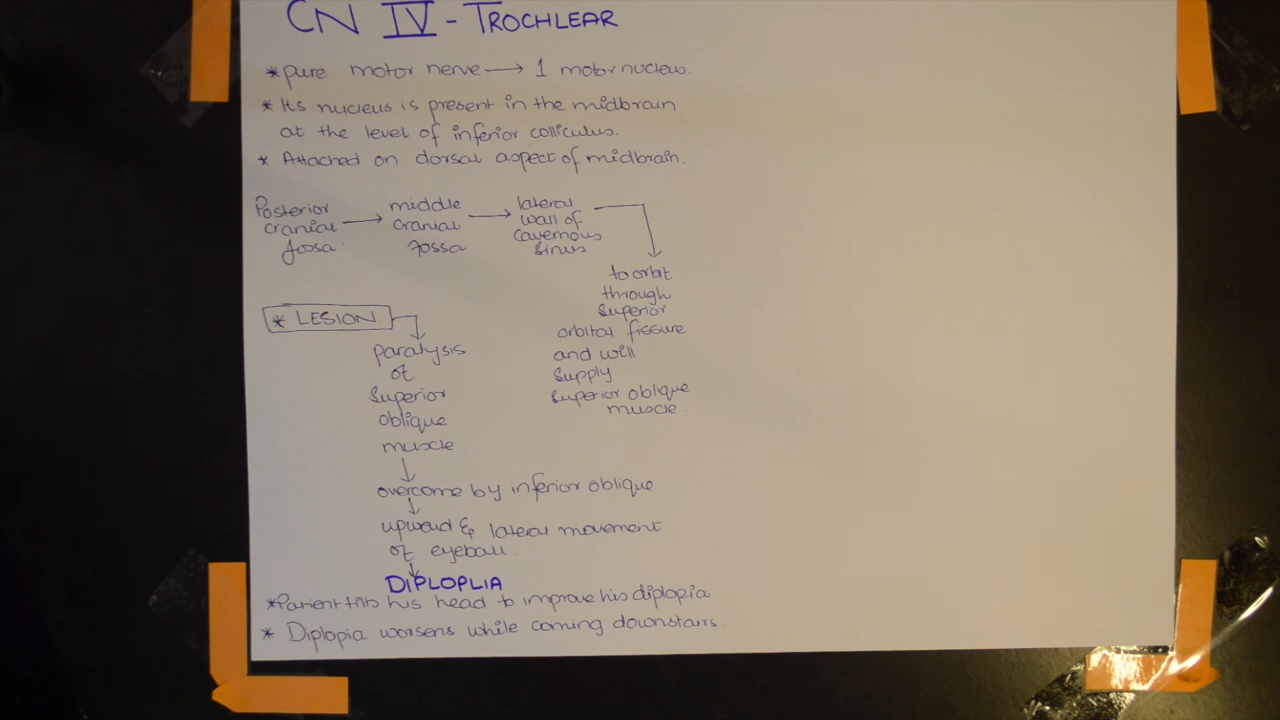 CN IV - TROCHLEAR
* pure motor nerve → 1 motor nucleus.
* Its nucleus is present in the midbrain
at the level of inferior colliculus.
* Attached on dorsal aspect of midbrain.
Posterior
cranial
fossa
→
middle
cranial
fossa
→
lateral
wall of
cavernous
sinus
to orbit
through
superior
orbital fissure
and will
supply
superior oblique
muscle.
* LESION.
paralysis
of
superior
oblique
muscle
↓
overcome by inferior oblique
↓
upward & lateral movement
of eyeball.
↓
DIPLOPLIA
* Patient tilts his head to improve his diplopia
* Diplopia worsens while coming downstairs.